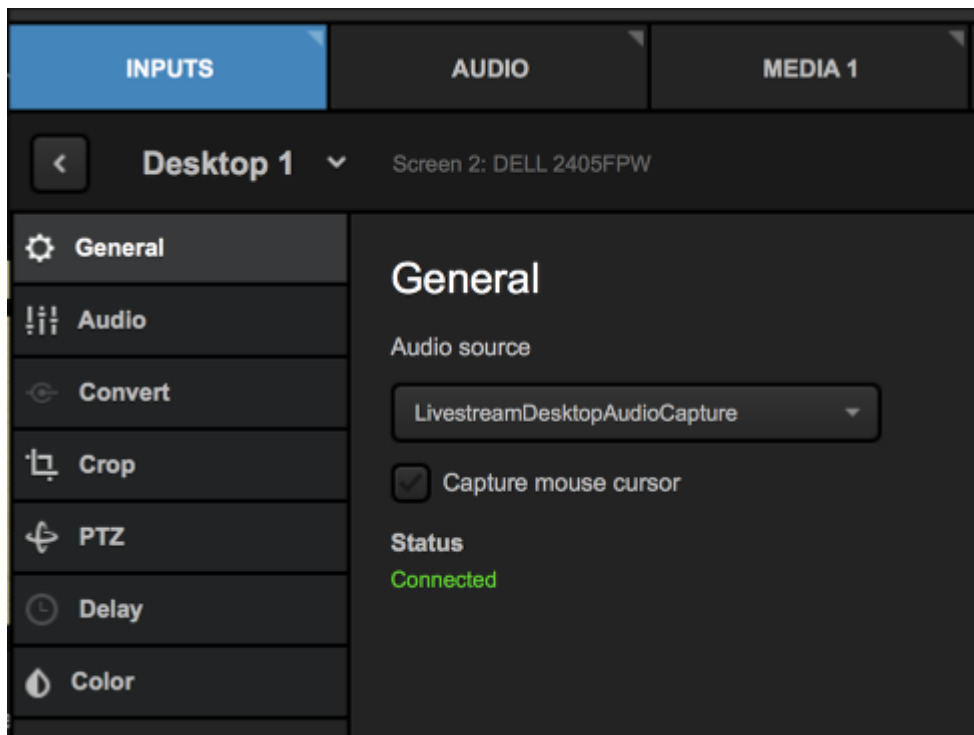 INPUTS AUDIO MEDIA 1
Desktop 1 Screen 2: DELL 2405FPW
General
Audio
Convert
Crop
PTZ
Delay
Color
General
Audio source
LivestreamDesktopAudioCapture
Capture mouse cursor
Status
Connected